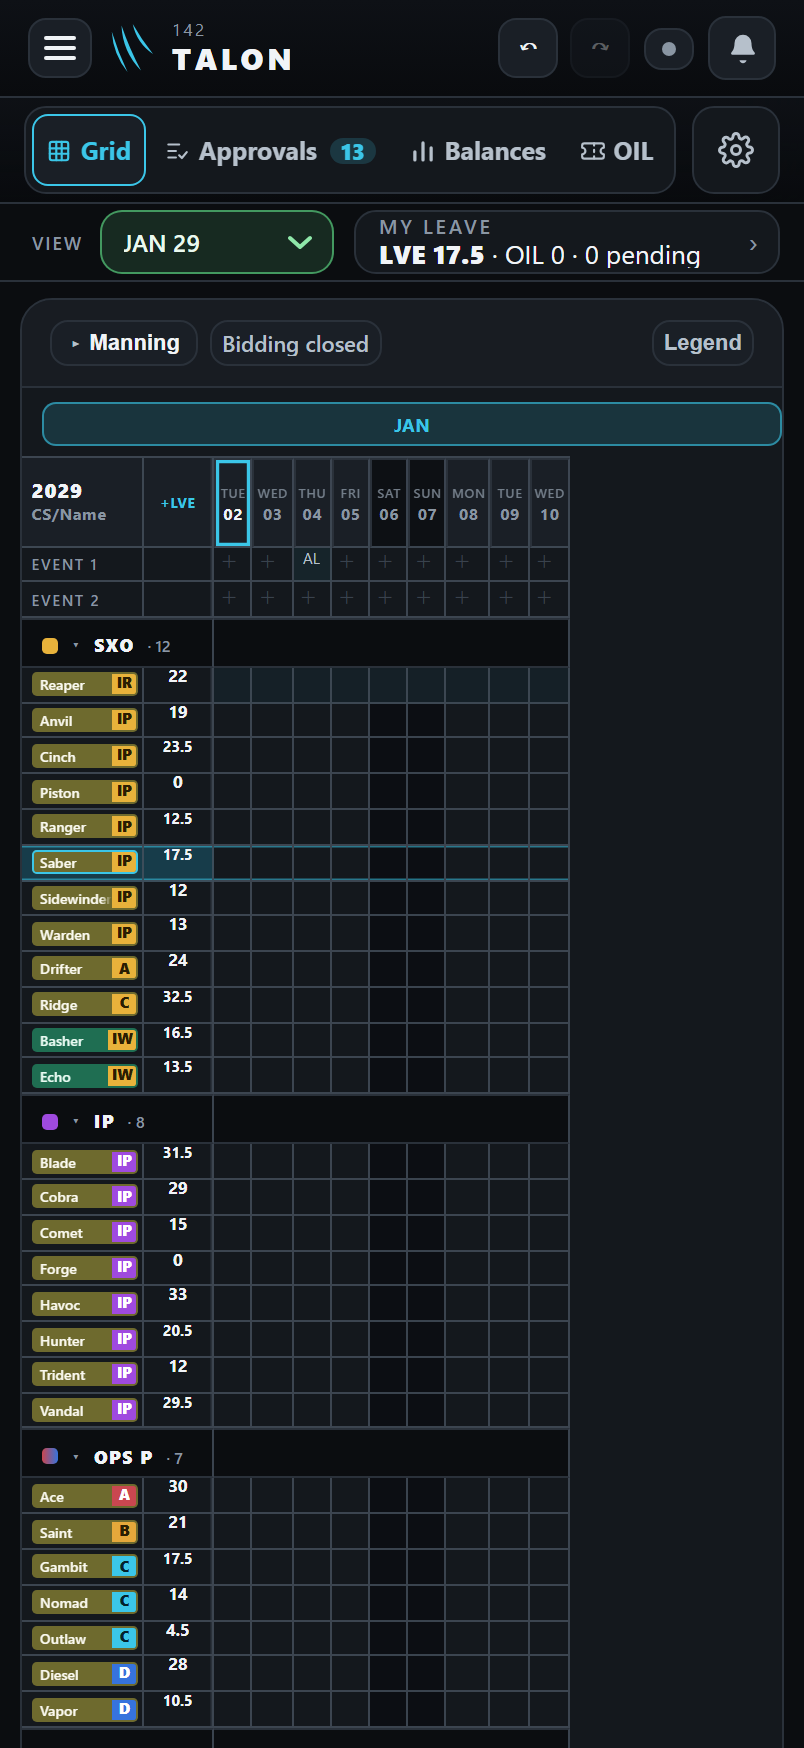 142
TALON
Grid
Approvals 13
Balances
OIL
VIEW
JAN 29
MY LEAVE
LVE 17.5 · OIL 0 · 0 pending
Manning
Bidding closed
Legend
JAN
2029
CS/Name
+LVE
TUE 02
WED 03
THU 04
FRI 05
SAT 06
SUN 07
MON 08
TUE 09
WED 10
EVENT 1 + + AL + + + + + +
EVENT 2 + + + + + + + + +
SXO · 12
Reaper IR 22
Anvil IP 19
Cinch IP 23.5
Piston IP 0
Ranger IP 12.5
Saber IP 17.5
Sidewinder IP 12
Warden IP 13
Drifter A 24
Ridge C 32.5
Basher IW 16.5
Echo IW 13.5
IP · 8
Blade IP 31.5
Cobra IP 29
Comet IP 15
Forge IP 0
Havoc IP 33
Hunter IP 20.5
Trident IP 12
Vandal IP 29.5
OPS P · 7
Ace A 30
Saint B 21
Gambit C 17.5
Nomad C 14
Outlaw C 4.5
Diesel D 28
Vapor D 10.5